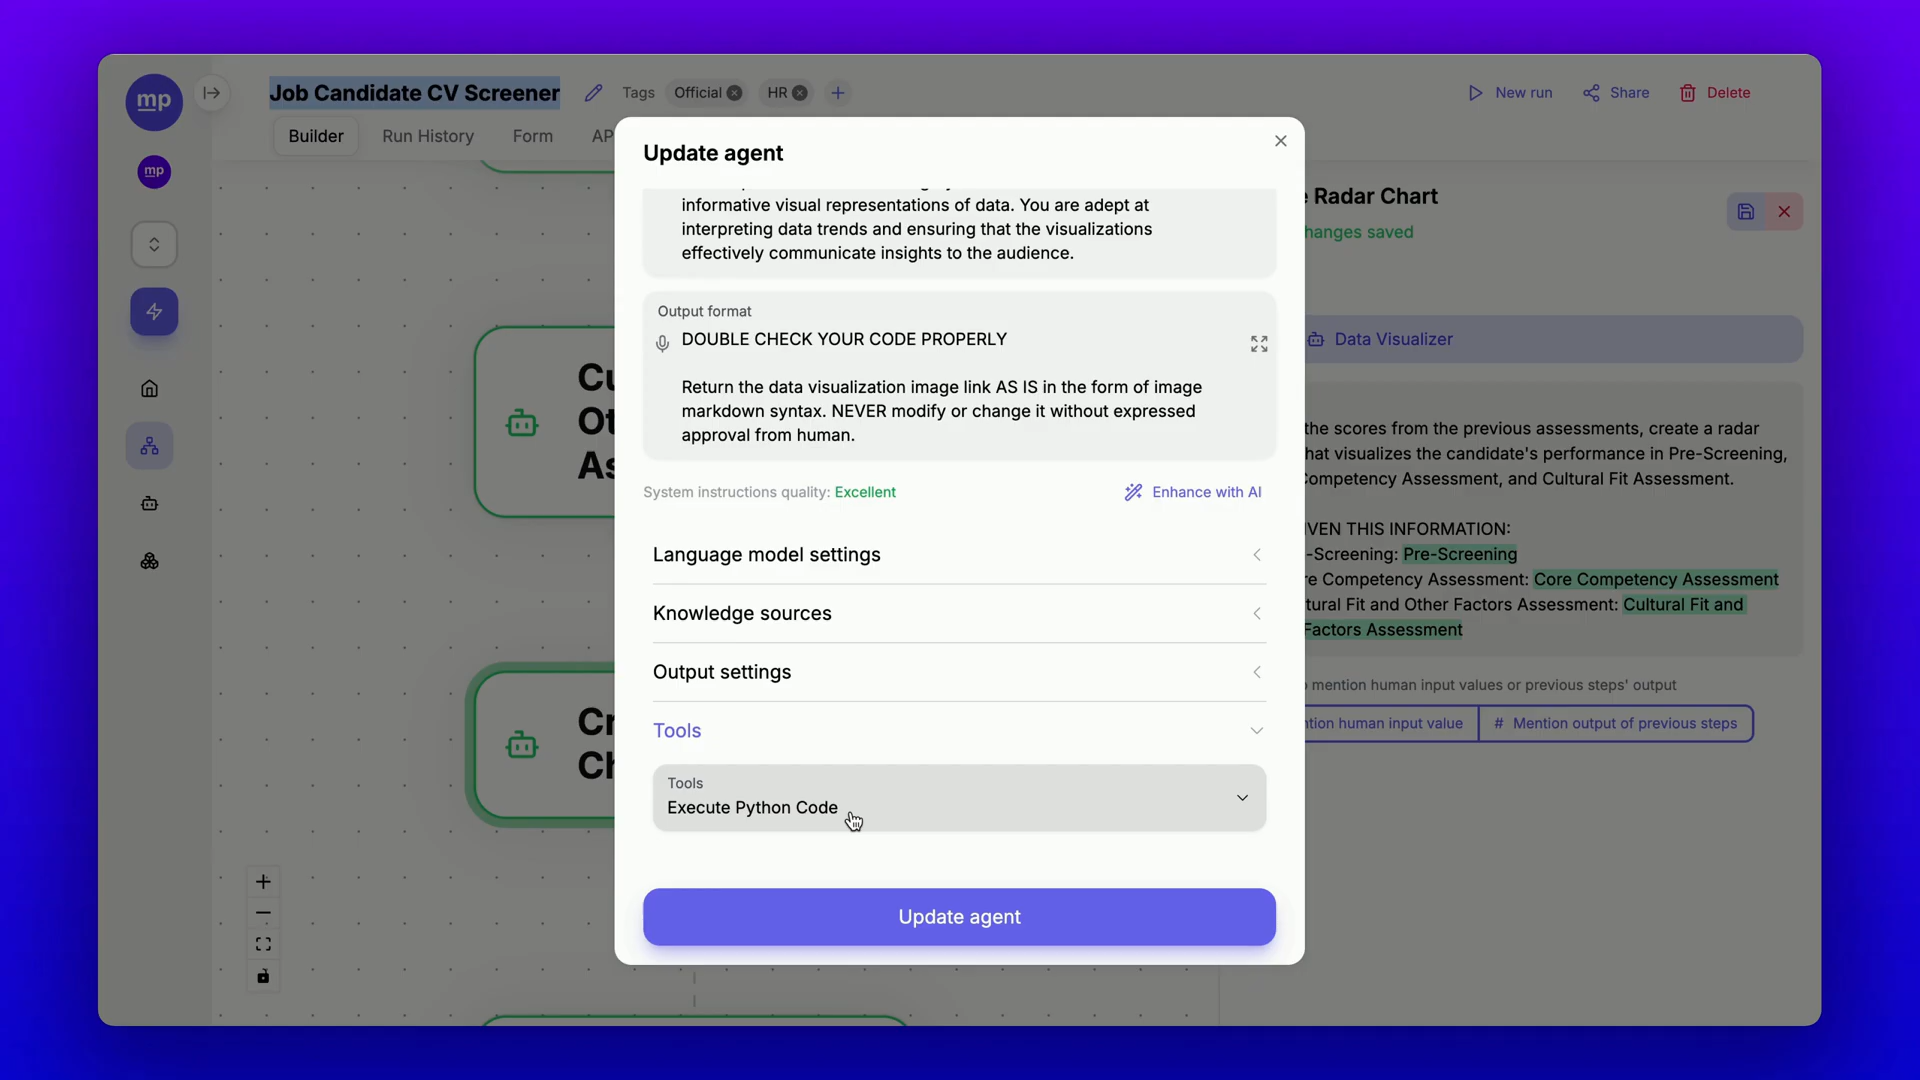 mp
Job Candidate CV Screener
Tags
Official
HR
New run
Share
Delete
Builder
Run History
Form
AP
mp
Update agent
informative visual representations of data. You are adept at
interpreting data trends and ensuring that the visualizations
effectively communicate insights to the audience.
Output format
DOUBLE CHECK YOUR CODE PROPERLY
Return the data visualization image link AS IS in the form of image
markdown syntax. NEVER modify or change it without expressed
approval from human.
System instructions quality: Excellent
Enhance with AI
Language model settings
Knowledge sources
Output settings
Tools
Tools
Execute Python Code
Update agent
Cu
Ot
As
Cr
Ch
Radar Chart
hanges saved
Data Visualizer
the scores from the previous assessments, create a radar
hat visualizes the candidate's performance in Pre-Screening,
ompetency Assessment, and Cultural Fit Assessment.
VEN THIS INFORMATION:
-Screening: Pre-Screening
re Competency Assessment: Core Competency Assessment
tural Fit and Other Factors Assessment: Cultural Fit and
Factors Assessment
mention human input values or previous steps' output
tion human input value
# Mention output of previous steps